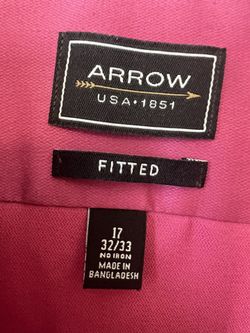 ARROW
USA•1851
FITTED
17
32/33
NO IRON
MADE IN
BANGLADESH